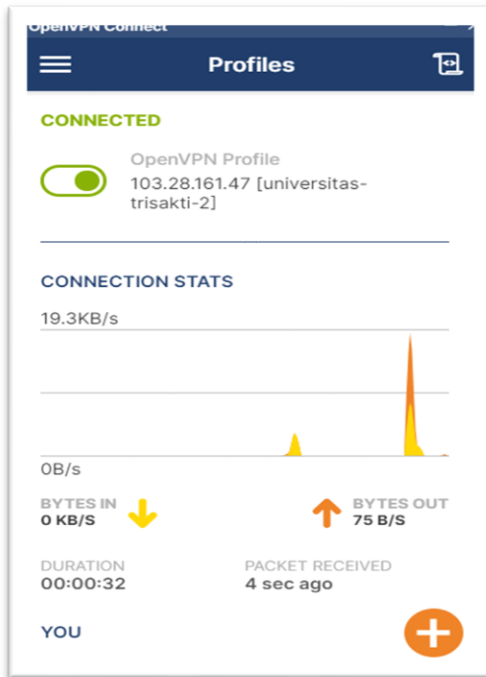 OpenVPN Connect
Profiles
CONNECTED
OpenVPN Profile
103.28.161.47 [universitas-
trisakti-2]
CONNECTION STATS
19.3KB/s
0B/s
BYTES IN
0 KB/S
BYTES OUT
75 B/S
DURATION
00:00:32
PACKET RECEIVED
4 sec ago
YOU